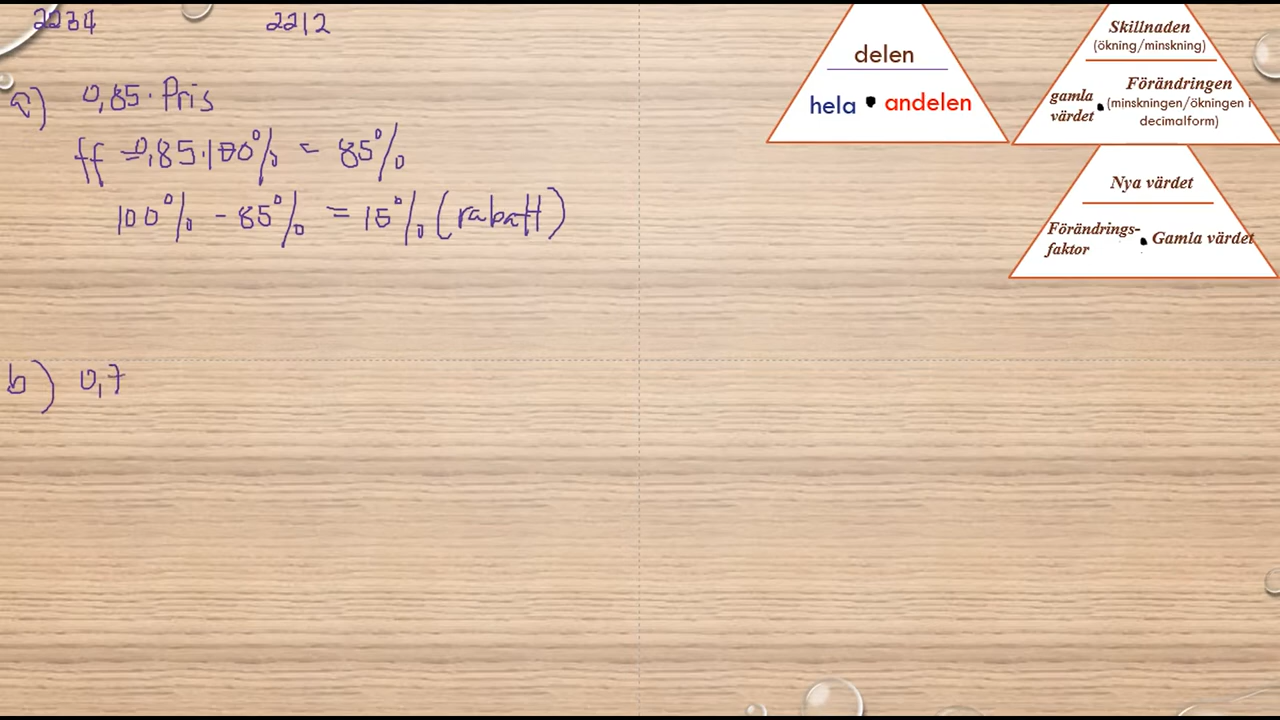 2234 2212
a) 0,85 · Pris
ff = 0,85 · 100% = 85%
100% - 85% = 15% (rabatt)
b) 0,7
delen
hela · andelen
Skillnaden
(ökning/minskning)
gamla värdet · Förändringen
(minskningen/ökningen i
decimalform)
Nya värdet
Förändrings-
faktor · Gamla värdet